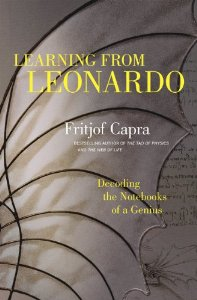 LEARNING FROM
LEONARDO
Fritjof Capra
BESTSELLING AUTHOR OF THE TAO OF PHYSICS
AND THE WEB OF LIFE
Decoding
the Notebooks
of a Genius